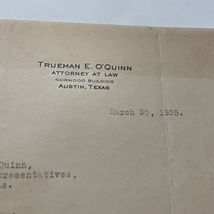 TRUEMAN E. O'QUINN
ATTORNEY AT LAW
NORWOOD BUILDING
AUSTIN, TEXAS
March 30, 1935.
Quinn,
presentatives,
s.